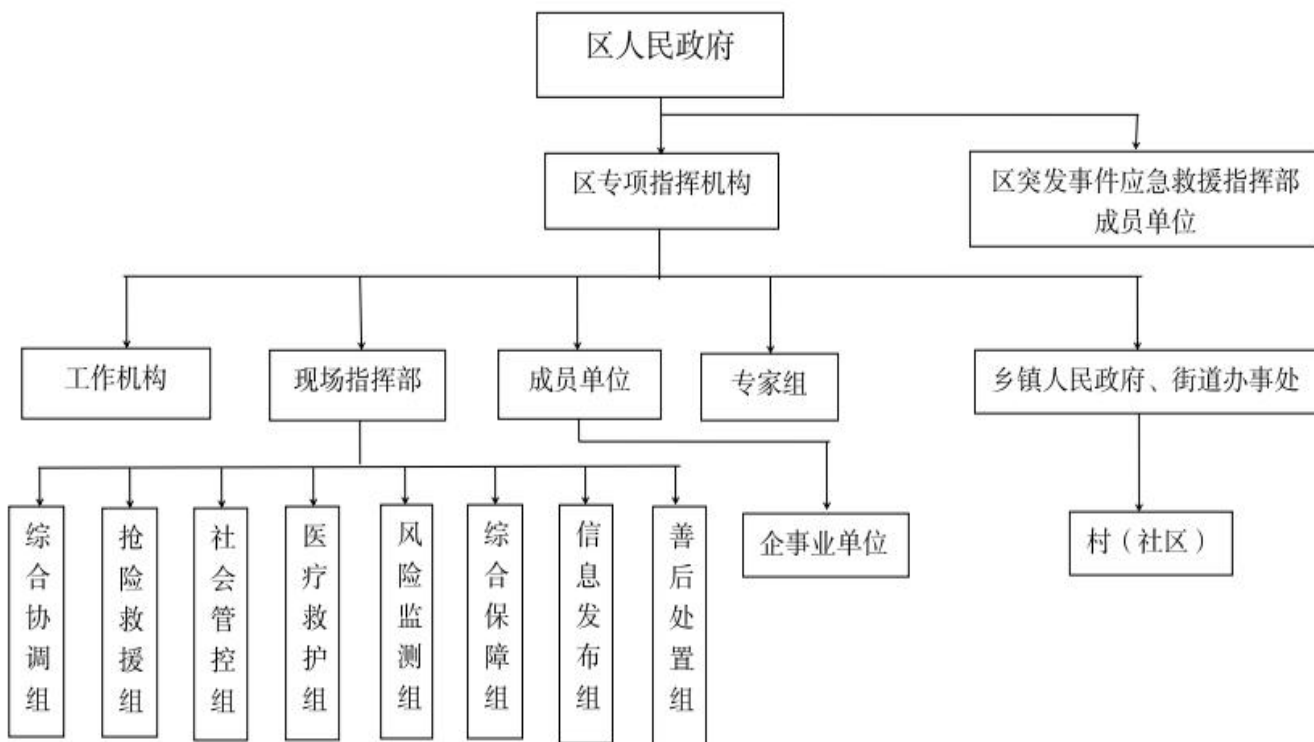 区人民政府
区专项指挥机构
区突发事件应急救援指挥部
成员单位
工作机构
现场指挥部
成员单位
专家组
乡镇人民政府、街道办事处
综合协调组
抢险救援组
社会管控组
医疗救护组
风险监测组
综合保障组
信息发布组
善后处置组
企事业单位
村（社区）